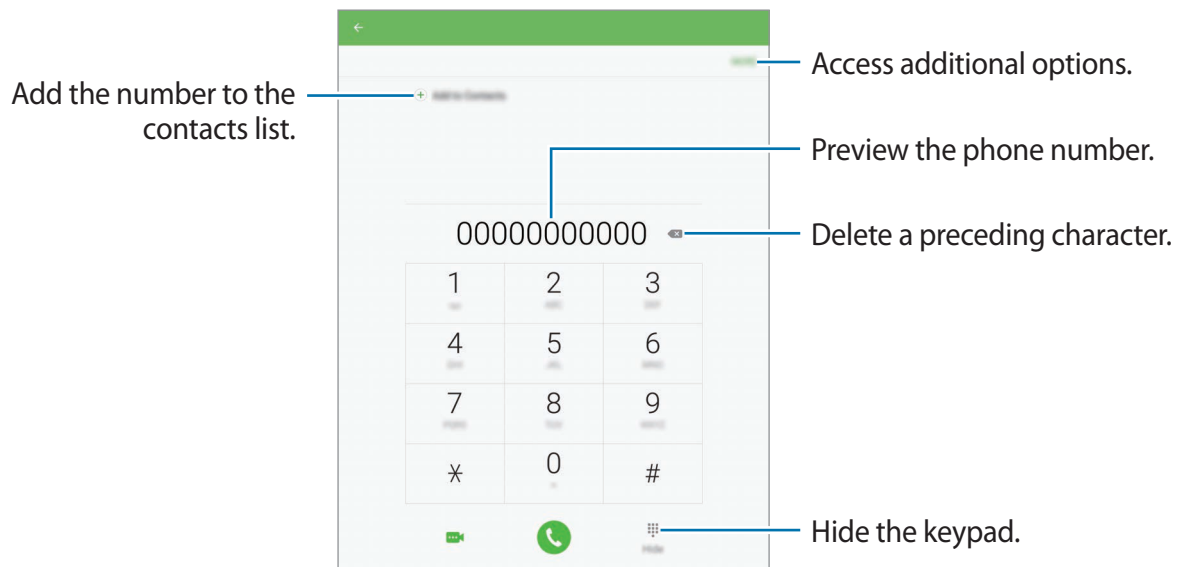 Access additional options.
Add the number to the
contacts list.
Preview the phone number.
00000000000
Delete a preceding character.
1 2 3
4 5 6
7 8 9
* 0 #
Hide the keypad.